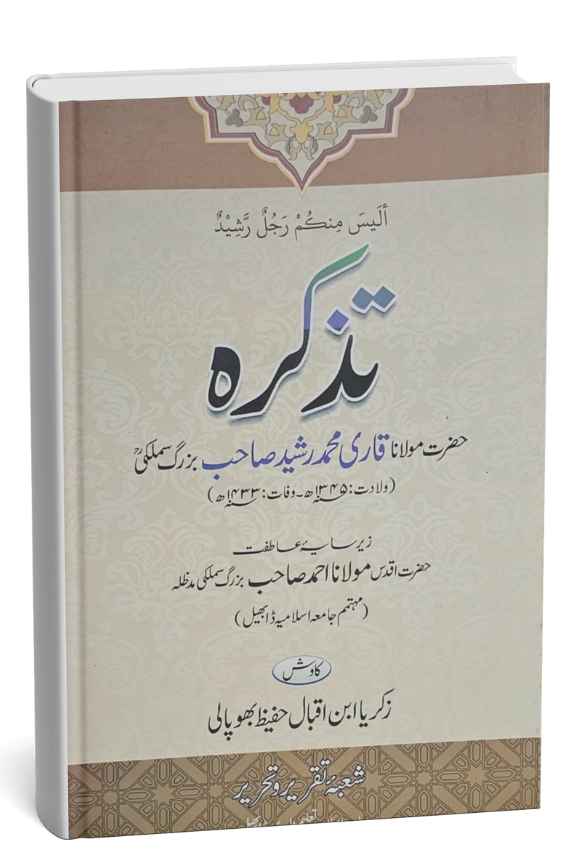 أَلَيسَ مِنكُمْ رَجُلٌ رَّشِيْدٌ
تذکرہ
حضرت مولانا قاری محمد رشید صاحب بزرگ سملکیؒ
(ولادت: ۱۳۴۵ھ۔ وفات: ۱۴۳۳ھ)
زیر سایۂ عاطفت
حضرت اقدس مولانا احمد صاحب بزرگ سملکی مدظلہ
(مہتمم جامعہ اسلامیہ ڈابھیل)
کاوش
زکریا ابن اقبال حفیظ بھوپالی
شعبۂ تقریر و تحریر